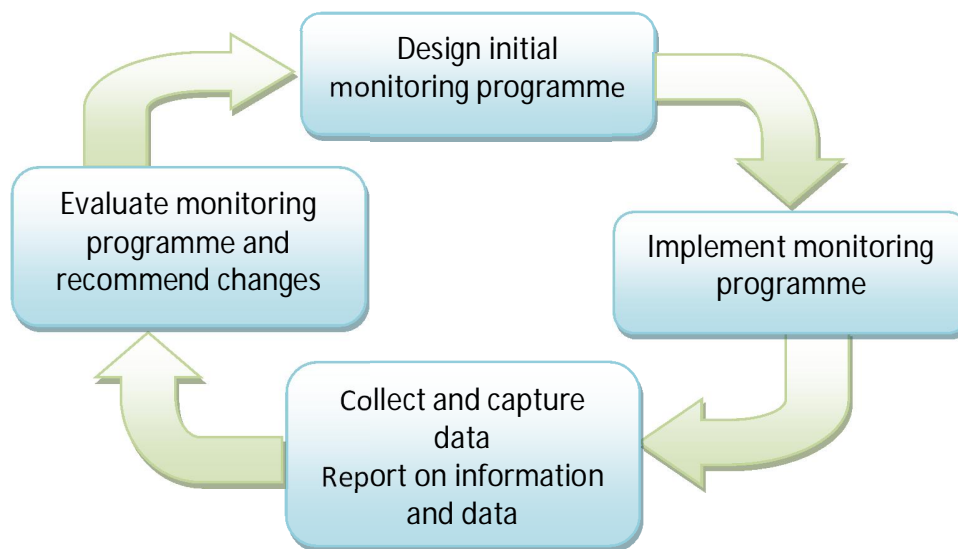 Design initial
monitoring programme
Implement monitoring
programme
Collect and capture
data
Report on information
and data
Evaluate monitoring
programme and
recommend changes